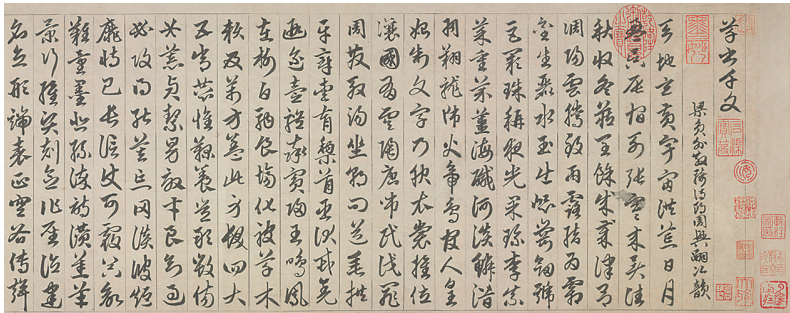 草書千文
梁員外散騎侍郎周興嗣次韻
天地玄黃宇宙洪荒日月
盈昃辰宿列張寒來暑往
秋收冬藏閏餘成歲律呂
調陽雲騰致雨露結為霜
金生麗水玉出崑岡劍號
巨闕珠稱夜光果珍李柰
菜重芥薑海鹹河淡鱗潛
羽翔龍師火帝鳥官人皇
始制文字乃服衣裳推位
讓國有虞陶唐弔民伐罪
周發殷湯坐朝問道垂拱
平章愛育黎首臣伏戎羌
遐邇壹體率賓歸王鳴鳳
在樹白駒食場化被草木
賴及萬方蓋此身髮四大
五常恭惟鞠養豈敢毀傷
女慕貞絜男效才良知過
必改得能莫忘罔談彼短
靡恃己長信使可覆器欲
難量墨悲絲染詩讚羔羊
景行維賢克念作聖德建
名立形端表正空谷傳聲